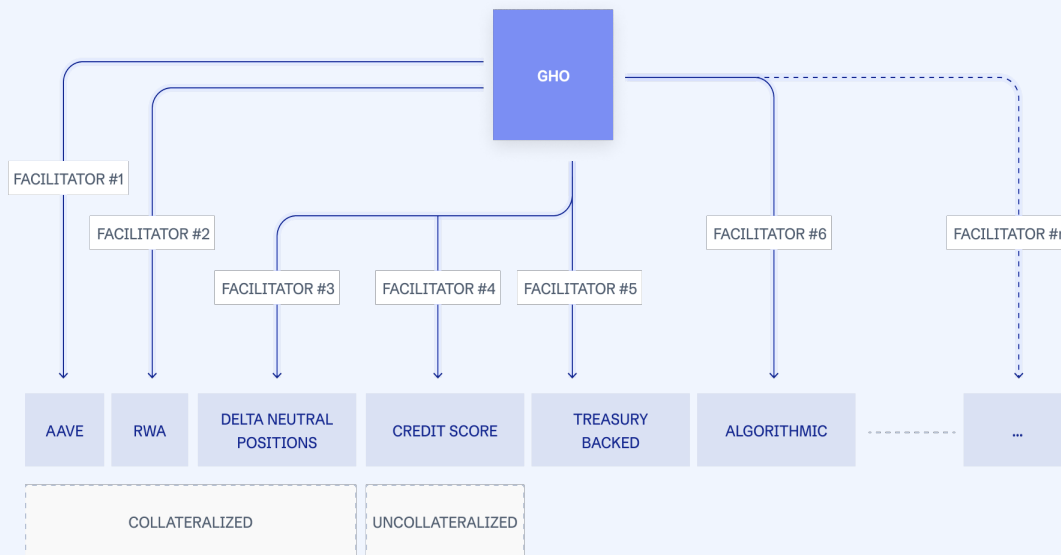 GHO
FACILITATOR #1
FACILITATOR #2
FACILITATOR #6
FACILITATOR
FACILITATOR #3
FACILITATOR #4
FACILITATOR #5
AAVE
RWA
DELTA NEUTRAL
POSITIONS
CREDIT SCORE
TREASURY
BACKED
ALGORITHMIC
...
COLLATERALIZED
UNCOLLATERALIZED